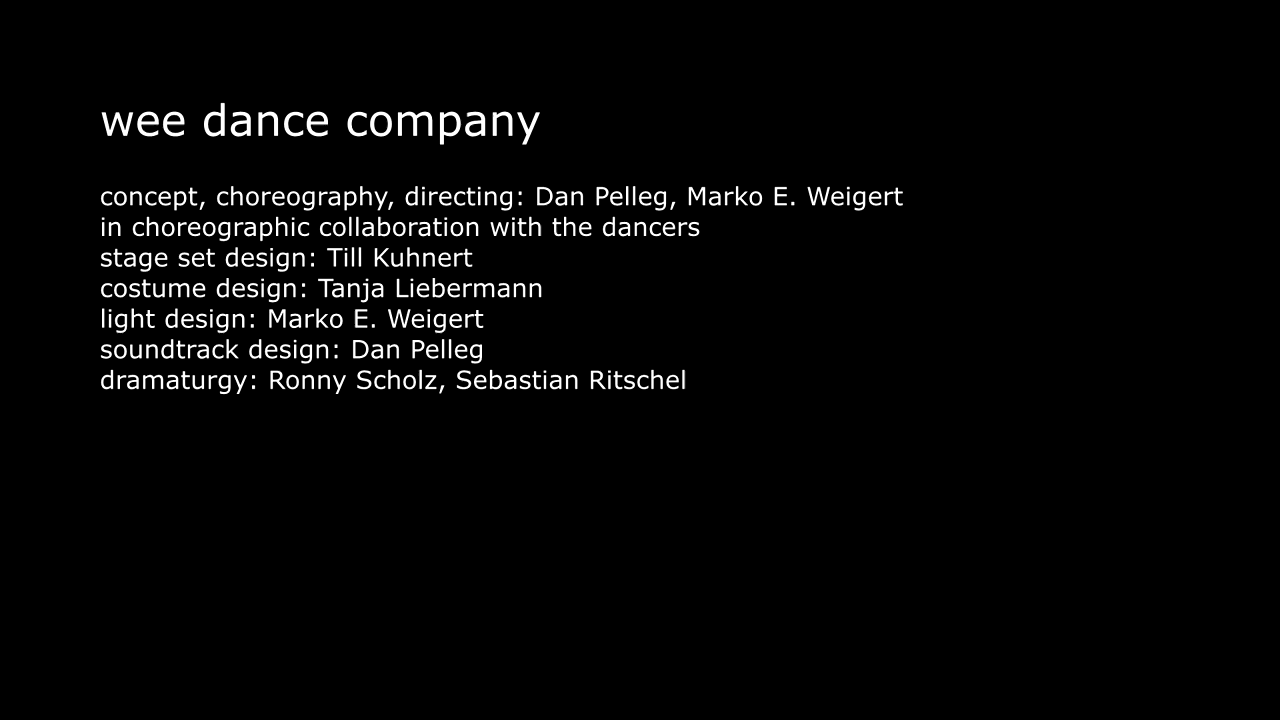 wee dance company
concept, choreography, directing: Dan Pelleg, Marko E. Weigert
in choreographic collaboration with the dancers
stage set design: Till Kuhnert
costume design: Tanja Liebermann
light design: Marko E. Weigert
soundtrack design: Dan Pelleg
dramaturgy: Ronny Scholz, Sebastian Ritschel